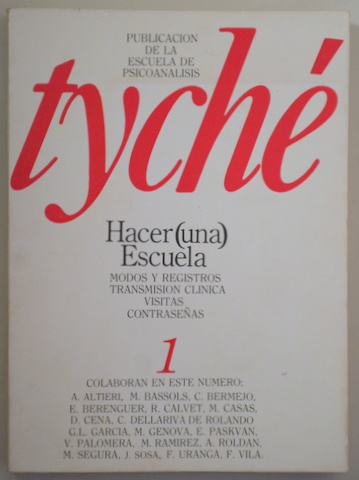 PUBLICACION
DE LA
ESCUELA DE
PSICOANALISIS
tyché
Hacer (una)
Escuela
MODOS Y REGISTROS
TRANSMISION CLINICA
VISITAS
CONTRASEÑAS
1
COLABORAN EN ESTE NUMERO:
A. ALTIERI, M. BASSOLS, C. BERMEJO,
E. BERENGUER, R. CALVET, M. CASAS,
D. CENA, C. DELLARIVA DE ROLANDO
G.L. GARCIA, M. GENOVA, E. PASKVAN,
V. PALOMERA, M. RAMIREZ, A. ROLDAN,
M. SEGURA, J. SOSA, F. URANGA, F. VILA.